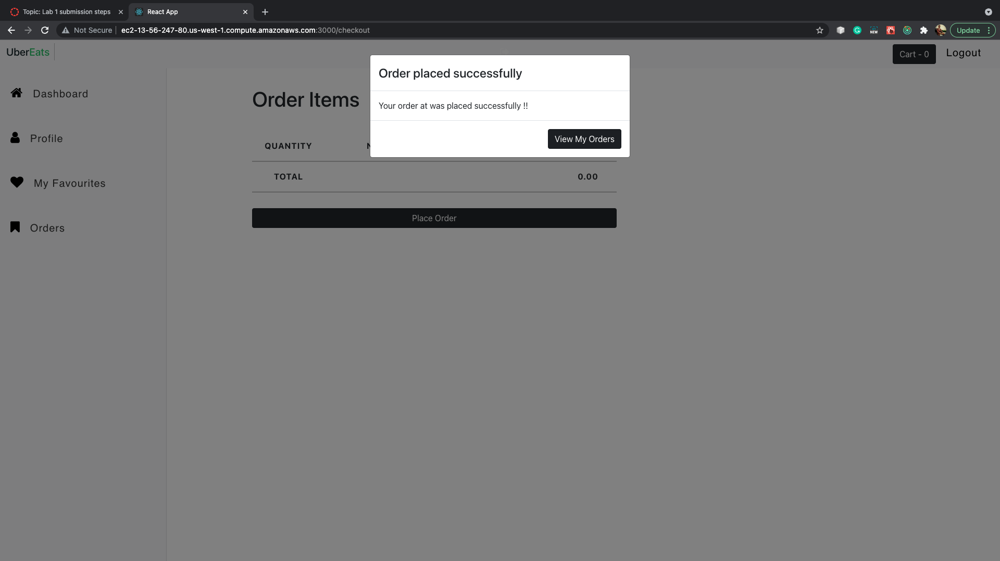 Topic: Lab 1 submission steps
React App
Not Secure
ec2-13-56-247-80.us-west-1.compute.amazonaws.com:3000/checkout
NEW
Update
UberEats
Cart - 0
Logout
Order placed successfully
Your order at was placed successfully !!
View My Orders
Dashboard
Profile
My Favourites
Orders
Order Items
QUANTITY
TOTAL 0.00
Place Order